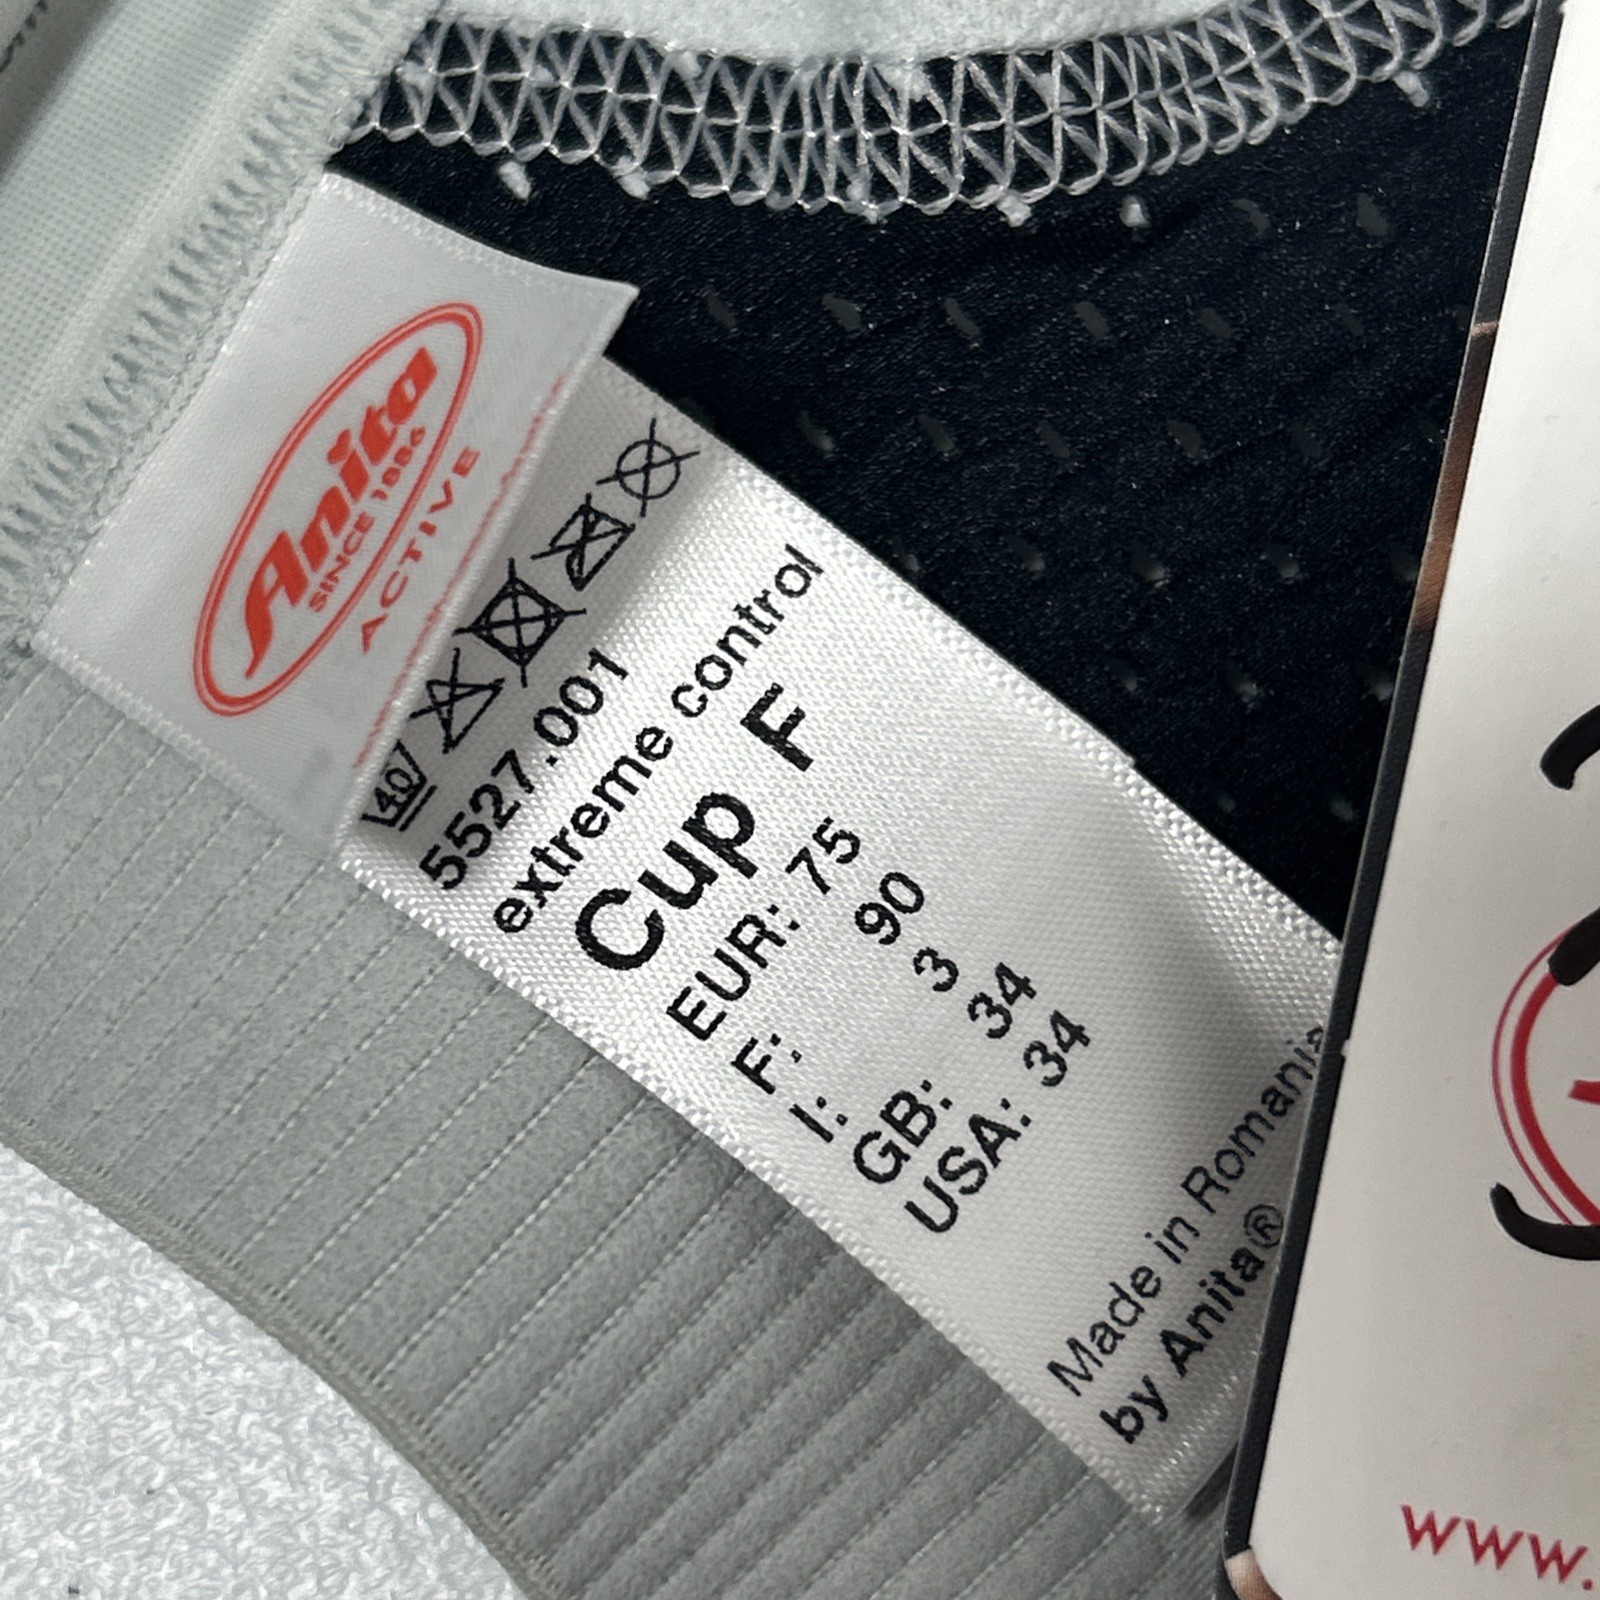 Anita
SINCE 1886
ACTIVE
40
5527.001
extreme control
Cup F
EUR: 75
F: 90
I: 3
GB: 34
USA: 34
Made in Romania
by Anita®
www.